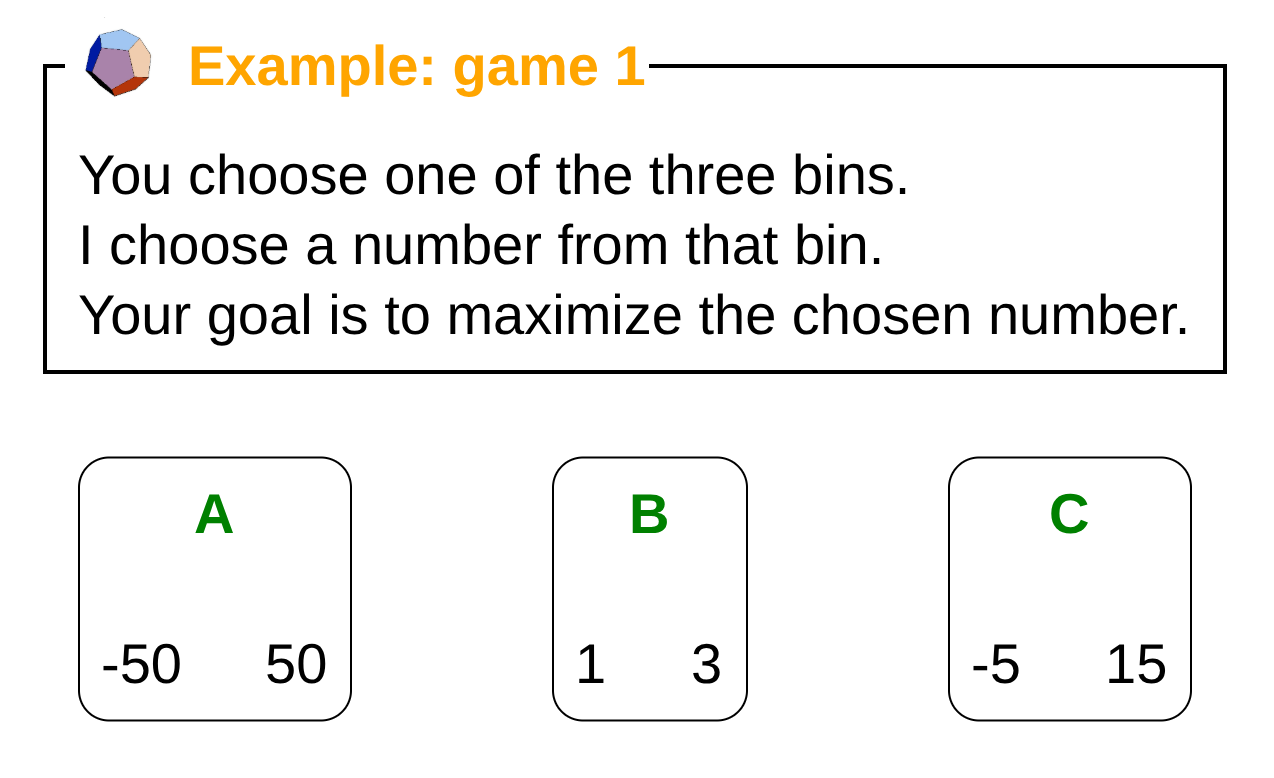 Example: game 1
You choose one of the three bins.
I choose a number from that bin.
Your goal is to maximize the chosen number.
A B C
-50 50 1 3 -5 15